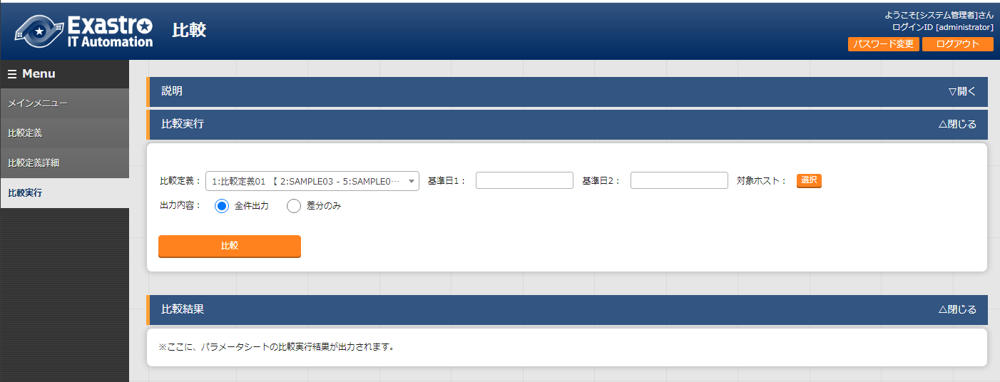 Exastro
IT Automation
比較
ようこそ[システム管理者]さん
ログインID [administrator]
パスワード変更
ログアウト
Menu
メインメニュー
比較定義
比較定義詳細
比較実行
説明
▽開く
比較実行
△閉じる
比較定義： 1:比較定義01 【 2:SAMPLE03 - 5:SAMPLE0… 基準日1： 基準日2： 対象ホスト： 選択
出力内容： 全件出力 差分のみ
比較
比較結果
△閉じる
※ここに、パラメータシートの比較実行結果が出力されます。